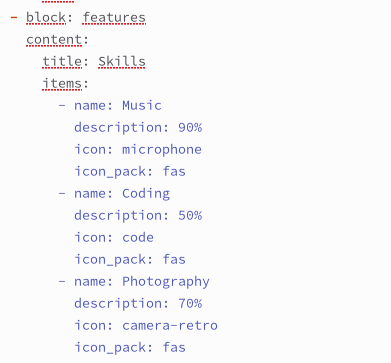 - block: features
content:
title: Skills
items:
- name: Music
description: 90%
icon: microphone
icon_pack: fas
- name: Coding
description: 50%
icon: code
icon_pack: fas
- name: Photography
description: 70%
icon: camera-retro
icon_pack: fas